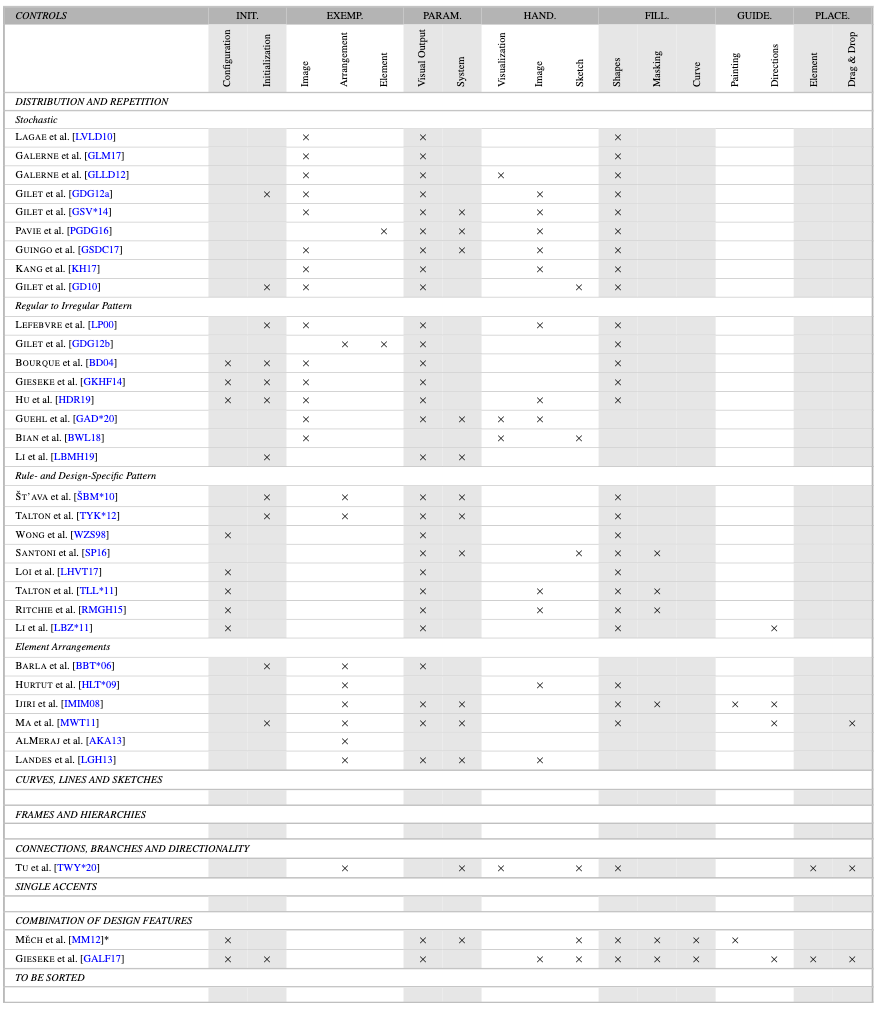 CONTROLS INIT. EXEMP. PARAM. HAND. FILL. GUIDE. PLACE.
Configuration Initialization Image Arrangement Element Visual Output System Visualization Image Sketch Shapes Masking Curve Painting Directions Element Drag & Drop
DISTRIBUTION AND REPETITION
Stochastic
LAGAE et al. [LVLD10] × × ×
GALERNE et al. [GLM17] × × ×
GALERNE et al. [GLLD12] × × × ×
GILET et al. [GDG12a] × × × × ×
GILET et al. [GSV*14] × × × × ×
PAVIE et al. [PGDG16] × × × × ×
GUINGO et al. [GSDC17] × × × × ×
KANG et al. [KH17] × × × ×
GILET et al. [GD10] × × × × ×
Regular to Irregular Pattern
LEFEBVRE et al. [LP00] × × × × ×
GILET et al. [GDG12b] × × × ×
BOURQUE et al. [BD04] × × × × ×
GIESEKE et al. [GKHF14] × × × × ×
HU et al. [HDR19] × × × × × ×
GUEHL et al. [GAD*20] × × × × ×
BIAN et al. [BWL18] × × ×
LI et al. [LBMH19] × × ×
Rule- and Design-Specific Pattern
ŠT'AVA et al. [ŠBM*10] × × × × ×
TALTON et al. [TYK*12] × × × × ×
WONG et al. [WZS98] × × ×
SANTONI et al. [SP16] × × × × ×
LOI et al. [LHVT17] × × ×
TALTON et al. [TLL*11] × × × × ×
RITCHIE et al. [RMGH15] × × × × ×
LI et al. [LBZ*11] × × × ×
Element Arrangements
BARLA et al. [BBT*06] × × ×
HURTUT et al. [HLT*09] × × ×
IJIRI et al. [IMIM08] × × × × × × ×
MA et al. [MWT11] × × × × × × ×
ALMERAJ et al. [AKA13] ×
LANDES et al. [LGH13] × × × ×
CURVES, LINES AND SKETCHES
FRAMES AND HIERARCHIES
CONNECTIONS, BRANCHES AND DIRECTIONALITY
TU et al. [TWY*20] × × × × × × ×
SINGLE ACCENTS
COMBINATION OF DESIGN FEATURES
MĚCH et al. [MM12]* × × × × × × × ×
GIESEKE et al. [GALF17] × × × × × × × × × × ×
TO BE SORTED